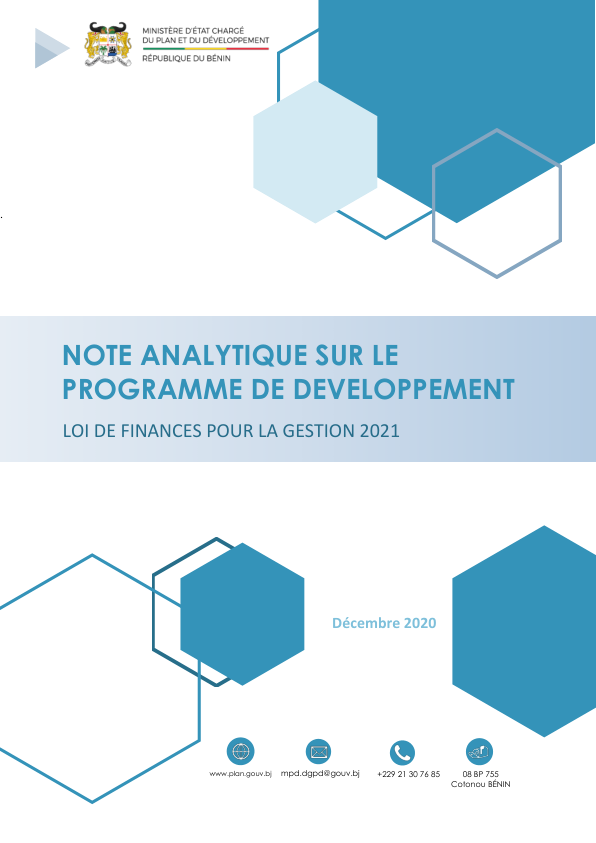 MINISTÈRE D'ÉTAT CHARGÉ
DU PLAN ET DU DÉVELOPPEMENT
RÉPUBLIQUE DU BÉNIN
NOTE ANALYTIQUE SUR LE
PROGRAMME DE DEVELOPPEMENT
LOI DE FINANCES POUR LA GESTION 2021
Décembre 2020
www.plan.gouv.bj
mpd.dgpd@gouv.bj
+229 21 30 76 85
08 BP 755
Cotonou BÉNIN